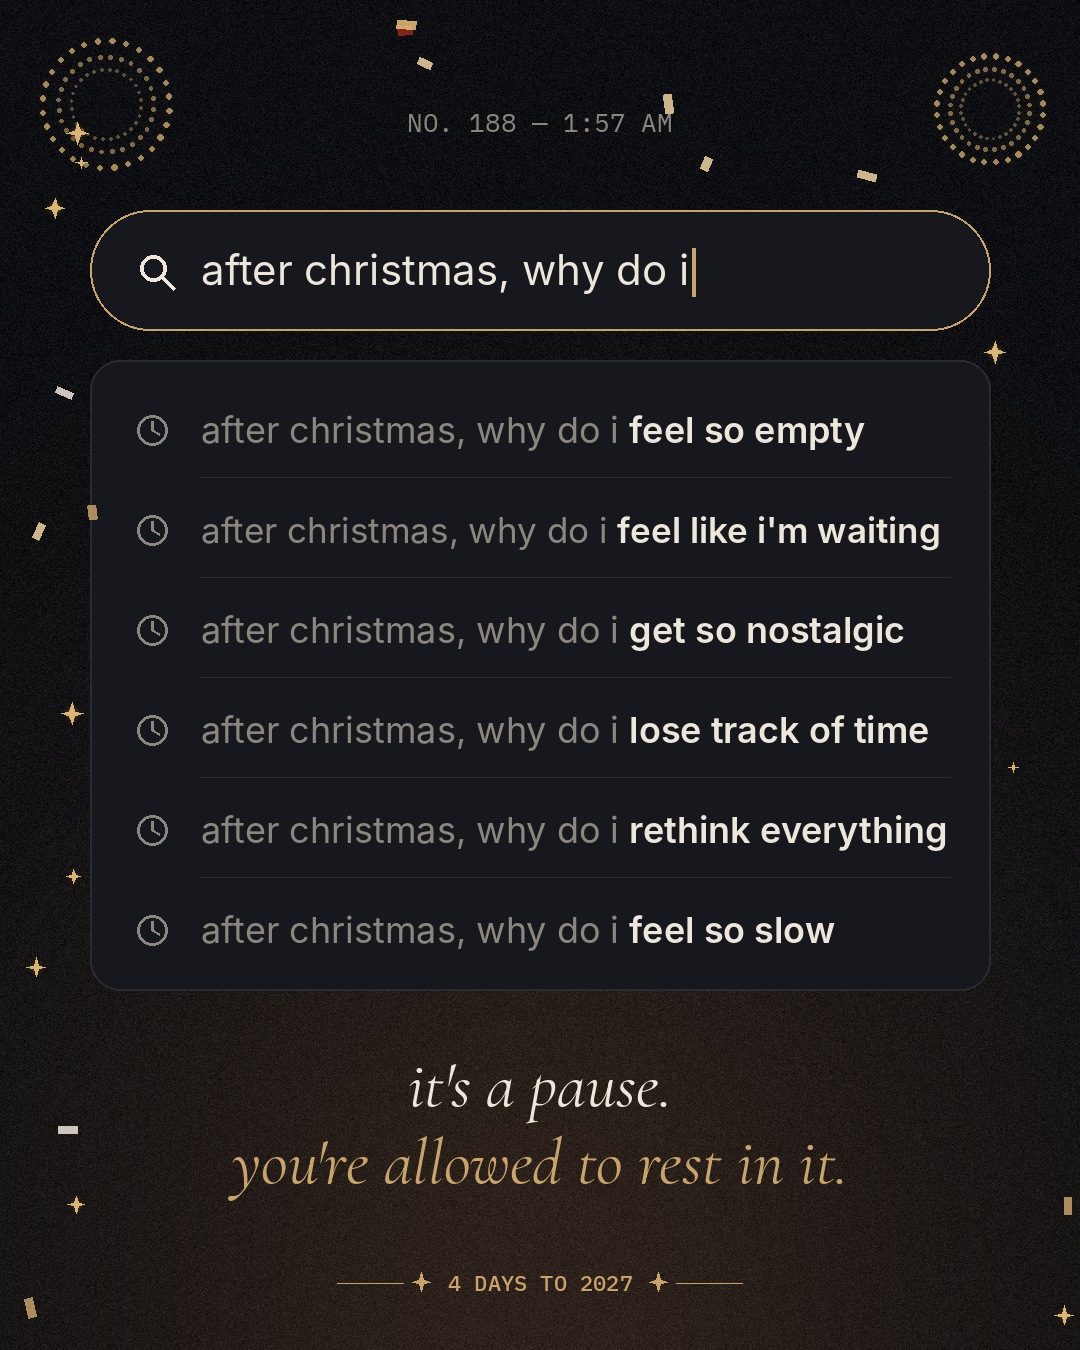 NO. 188 — 1:57 AM
after christmas, why do i
after christmas, why do i feel so empty
after christmas, why do i feel like i'm waiting
after christmas, why do i get so nostalgic
after christmas, why do i lose track of time
after christmas, why do i rethink everything
after christmas, why do i feel so slow
it's a pause.
you're allowed to rest in it.
4 DAYS TO 2027